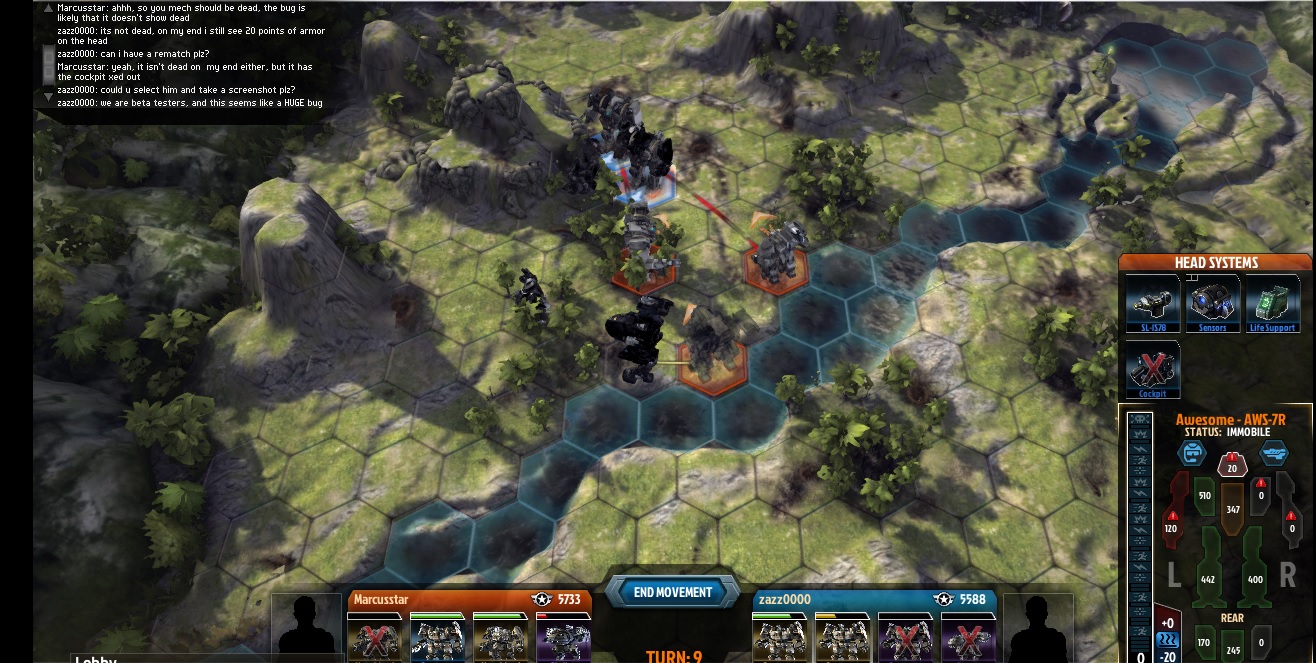 Marcusstar: ahhh, so you mech should be dead, the bug is
likely that it doesn't show dead
zazz0000: its not dead, on my end i still see 20 points of armor
on the head
zazz0000: can i have a rematch plz?
Marcusstar: yeah, it isn't dead on my end either, but it has
the cockpit xed out
zazz0000: could u select him and take a screenshot plz?
zazz0000: we are beta testers, and this seems like a HUGE bug
HEAD SYSTEMS
SL-IS7B
Sensors
Life Support
Cockpit
Awesome - AWS-7R
STATUS: IMMOBILE
20
510
0
347
120
0
L
R
442
400
REAR
+0
170
245
0
0
-20
Marcusstar
5733
END MOVEMENT
zazz0000
5588
TURN: 9
Lobby